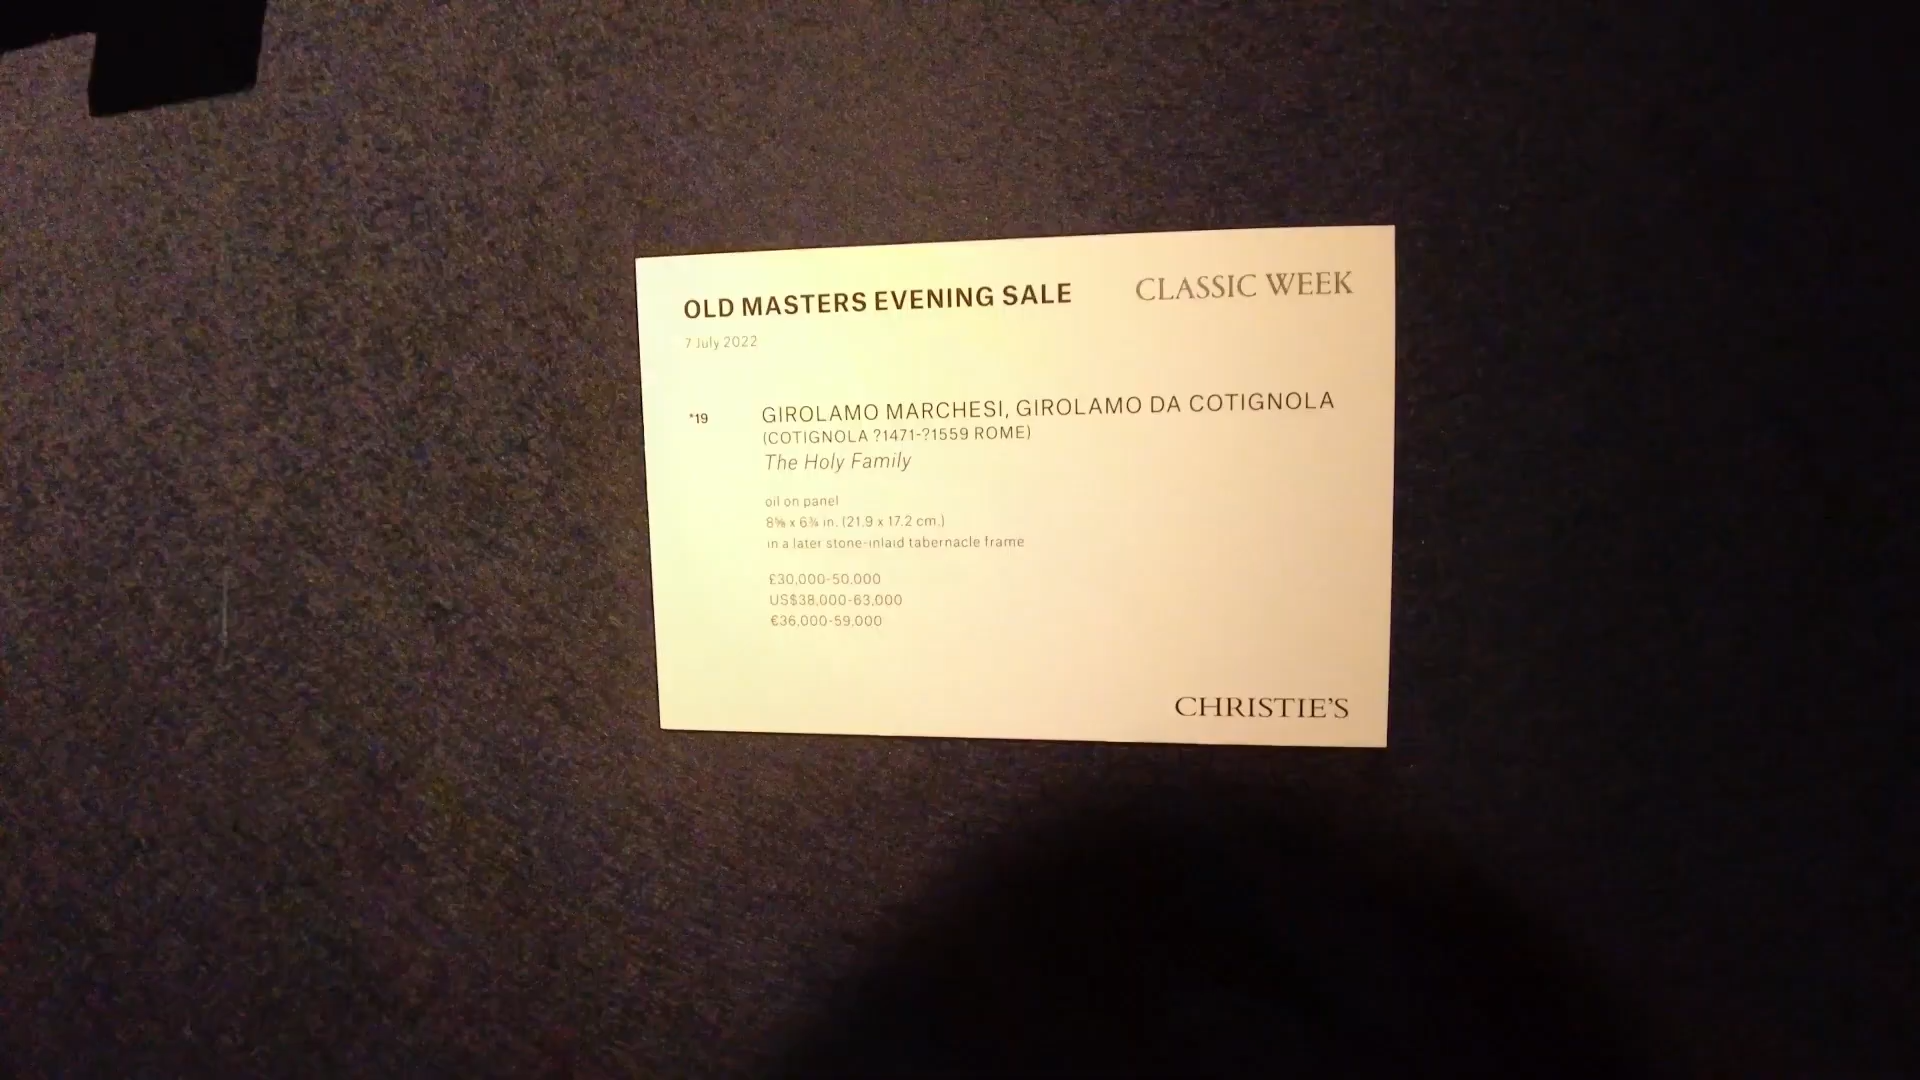 OLD MASTERS EVENING SALE
CLASSIC WEEK
7 July 2022
*19
GIROLAMO MARCHESI, GIROLAMO DA COTIGNOLA
(COTIGNOLA ?1471-?1559 ROME)
The Holy Family
oil on panel
8⅝ x 6¾ in. (21.9 x 17.2 cm.)
in a later stone-inlaid tabernacle frame
£30,000-50,000
US$38,000-63,000
€36,000-59,000
CHRISTIE'S